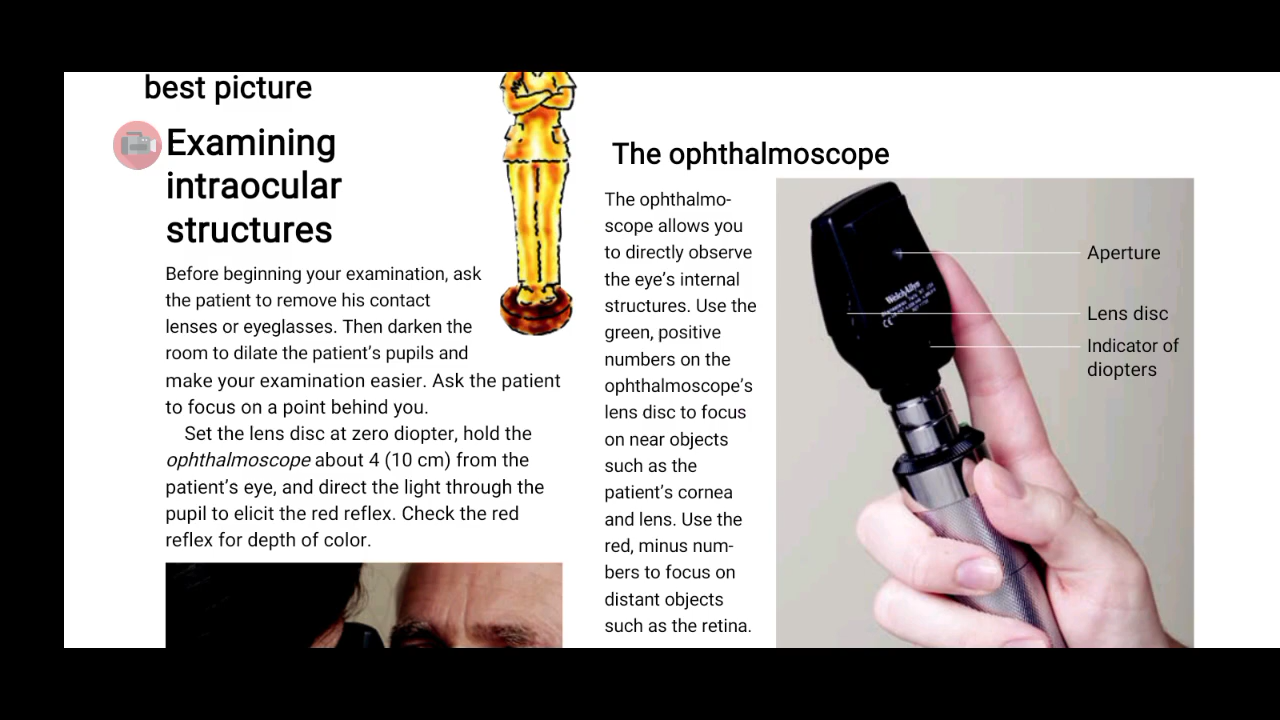 best picture
Examining
intraocular
structures
Before beginning your examination, ask
the patient to remove his contact
lenses or eyeglasses. Then darken the
room to dilate the patient’s pupils and
make your examination easier. Ask the patient
to focus on a point behind you.
Set the lens disc at zero diopter, hold the
ophthalmoscope about 4 (10 cm) from the
patient’s eye, and direct the light through the
pupil to elicit the red reflex. Check the red
reflex for depth of color.
The ophthalmoscope
The ophthalmo-
scope allows you
to directly observe
the eye’s internal
structures. Use the
green, positive
numbers on the
ophthalmoscope’s
lens disc to focus
on near objects
such as the
patient’s cornea
and lens. Use the
red, minus num-
bers to focus on
distant objects
such as the retina.
Aperture
Lens disc
Indicator of
diopters
WelchAllyn